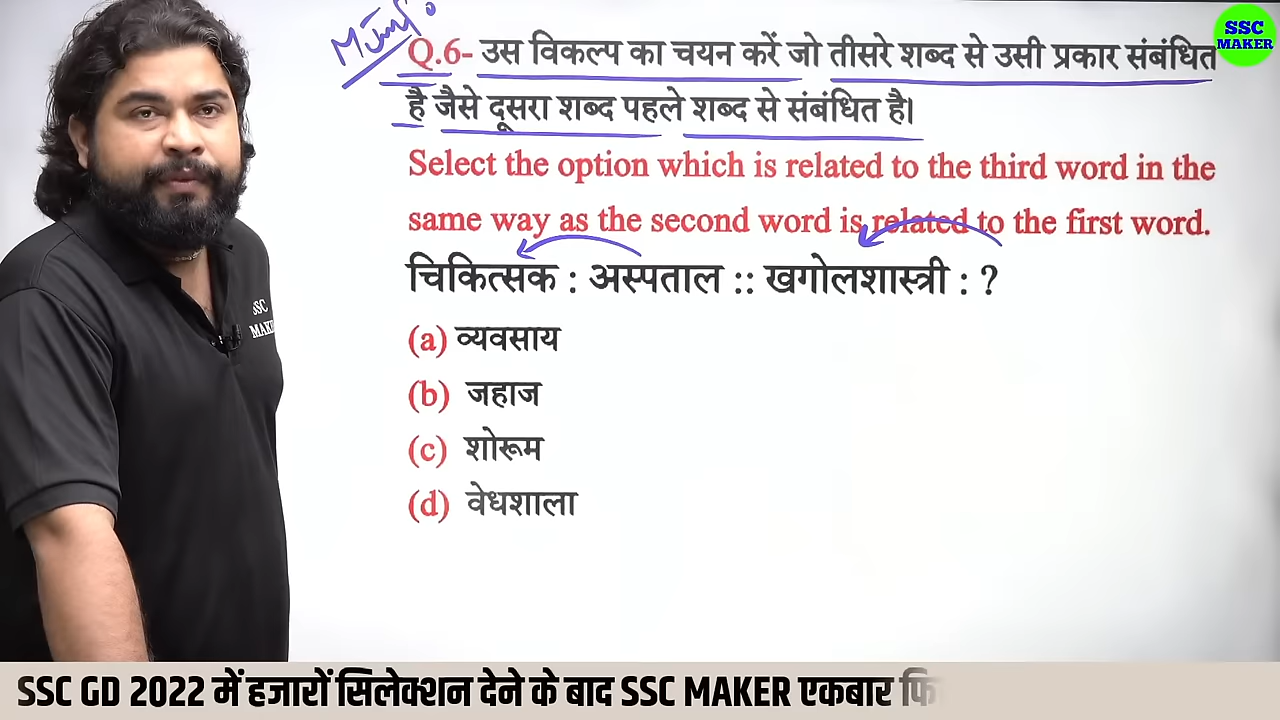 SSC
MAKER
Q.6- उस विकल्प का चयन करें जो तीसरे शब्द से उसी प्रकार संबंधित
है जैसे दूसरा शब्द पहले शब्द से संबंधित है।
Select the option which is related to the third word in the
same way as the second word is related to the first word.
चिकित्सक : अस्पताल :: खगोलशास्त्री : ?
(a) व्यवसाय
(b) जहाज
(c) शोरूम
(d) वेधशाला
SSC
SSC GD 2022 में हजारों सिलेक्शन देने के बाद SSC MAKER एकबार